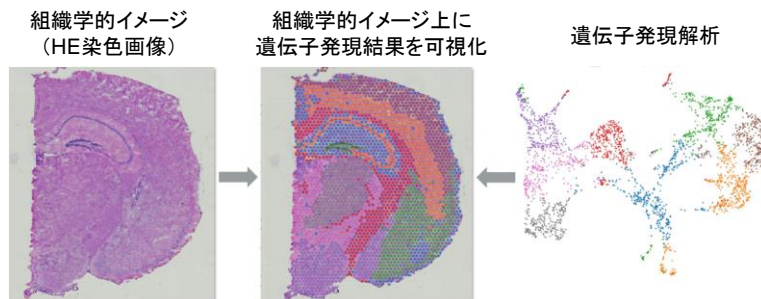 組織学的イメージ
（HE染色画像）
組織学的イメージ上に
遺伝子発現結果を可視化
遺伝子発現解析